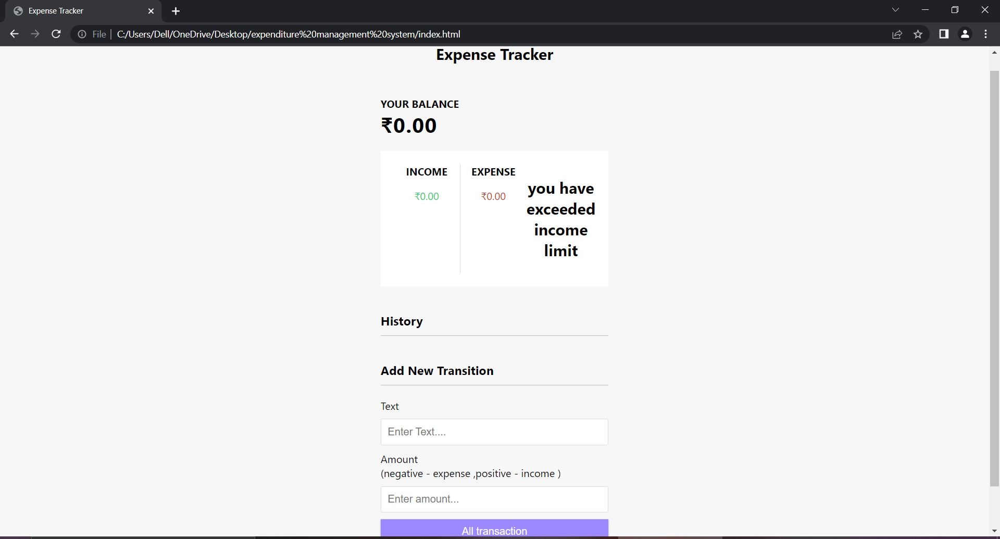 Expense Tracker
File
C:/Users/Dell/OneDrive/Desktop/expenditure%20management%20system/index.html
Expense Tracker
YOUR BALANCE
₹0.00
INCOME
₹0.00
EXPENSE
₹0.00
you have
exceeded
income
limit
History
Add New Transition
Text
Enter Text....
Amount
(negative - expense ,positive - income )
Enter amount...
All transaction